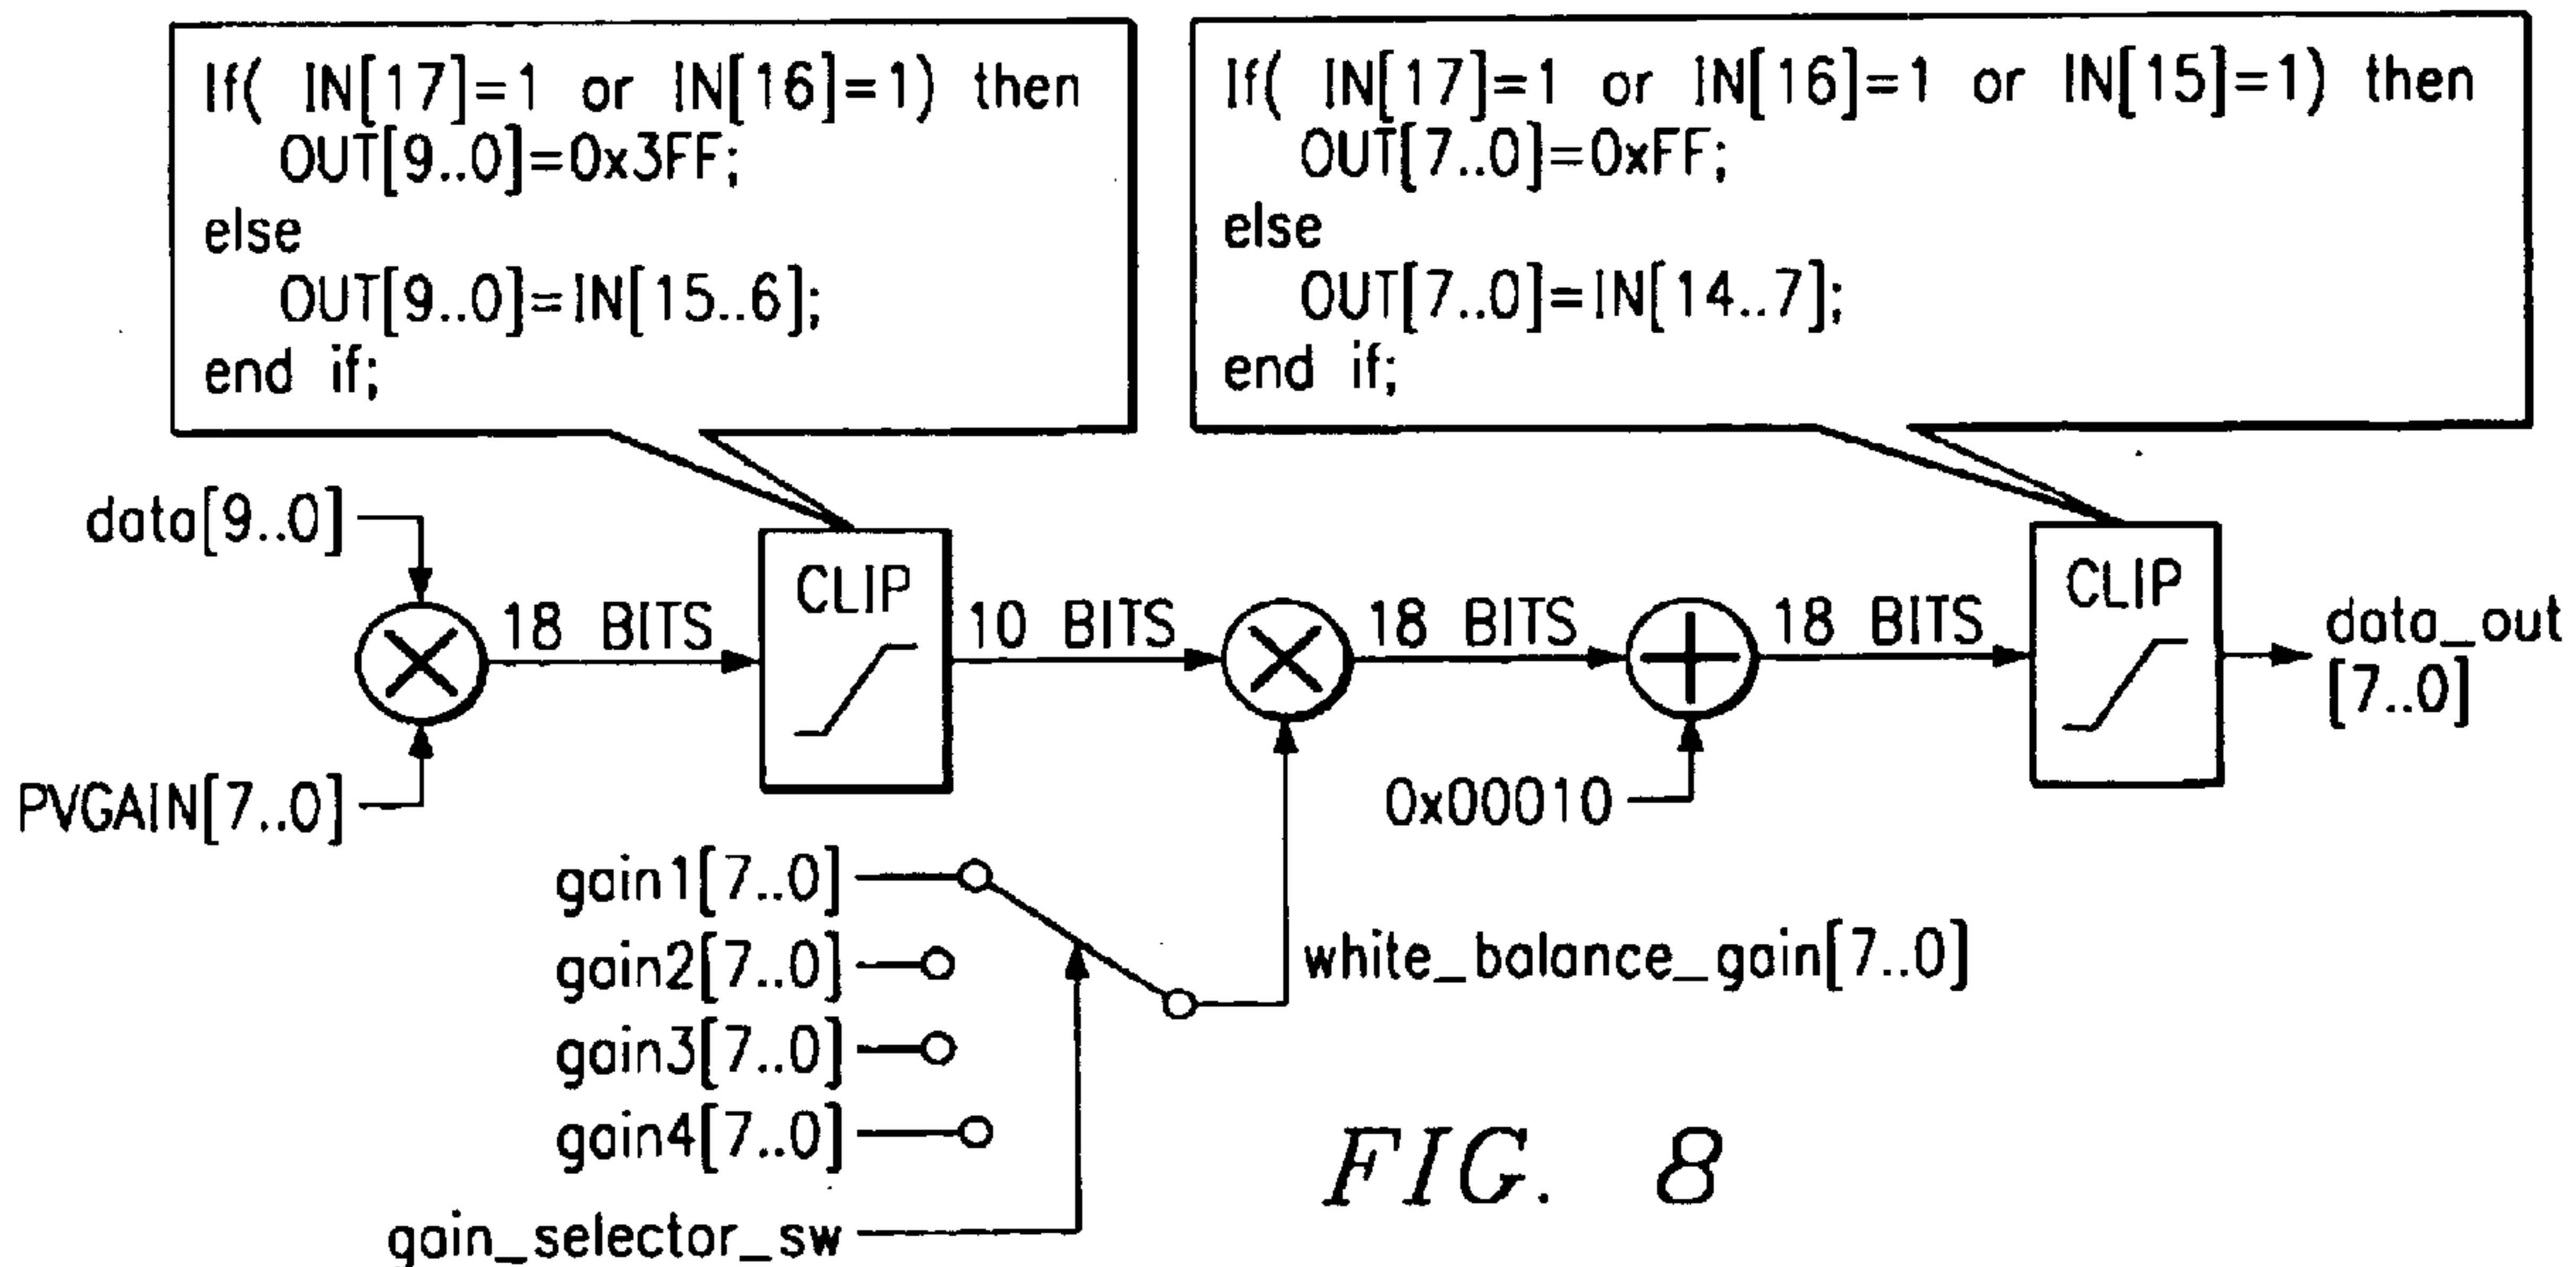 If( IN[17]=1 or IN[16]=1) then
OUT[9..0]=0x3FF;
else
OUT[9..0]=IN[15..6];
end if;
If( IN[17]=1 or IN[16]=1 or IN[15]=1) then
OUT[7..0]=0xFF;
else
OUT[7..0]=IN[14..7];
end if;
data[9..0]
18 BITS
CLIP
10 BITS
18 BITS
18 BITS
CLIP
data_out
[7..0]
PVGAIN[7..0]
0x00010
gain1[7..0]
gain2[7..0]
white_balance_gain[7..0]
gain3[7..0]
gain4[7..0]
gain_selector_sw
FIG. 8